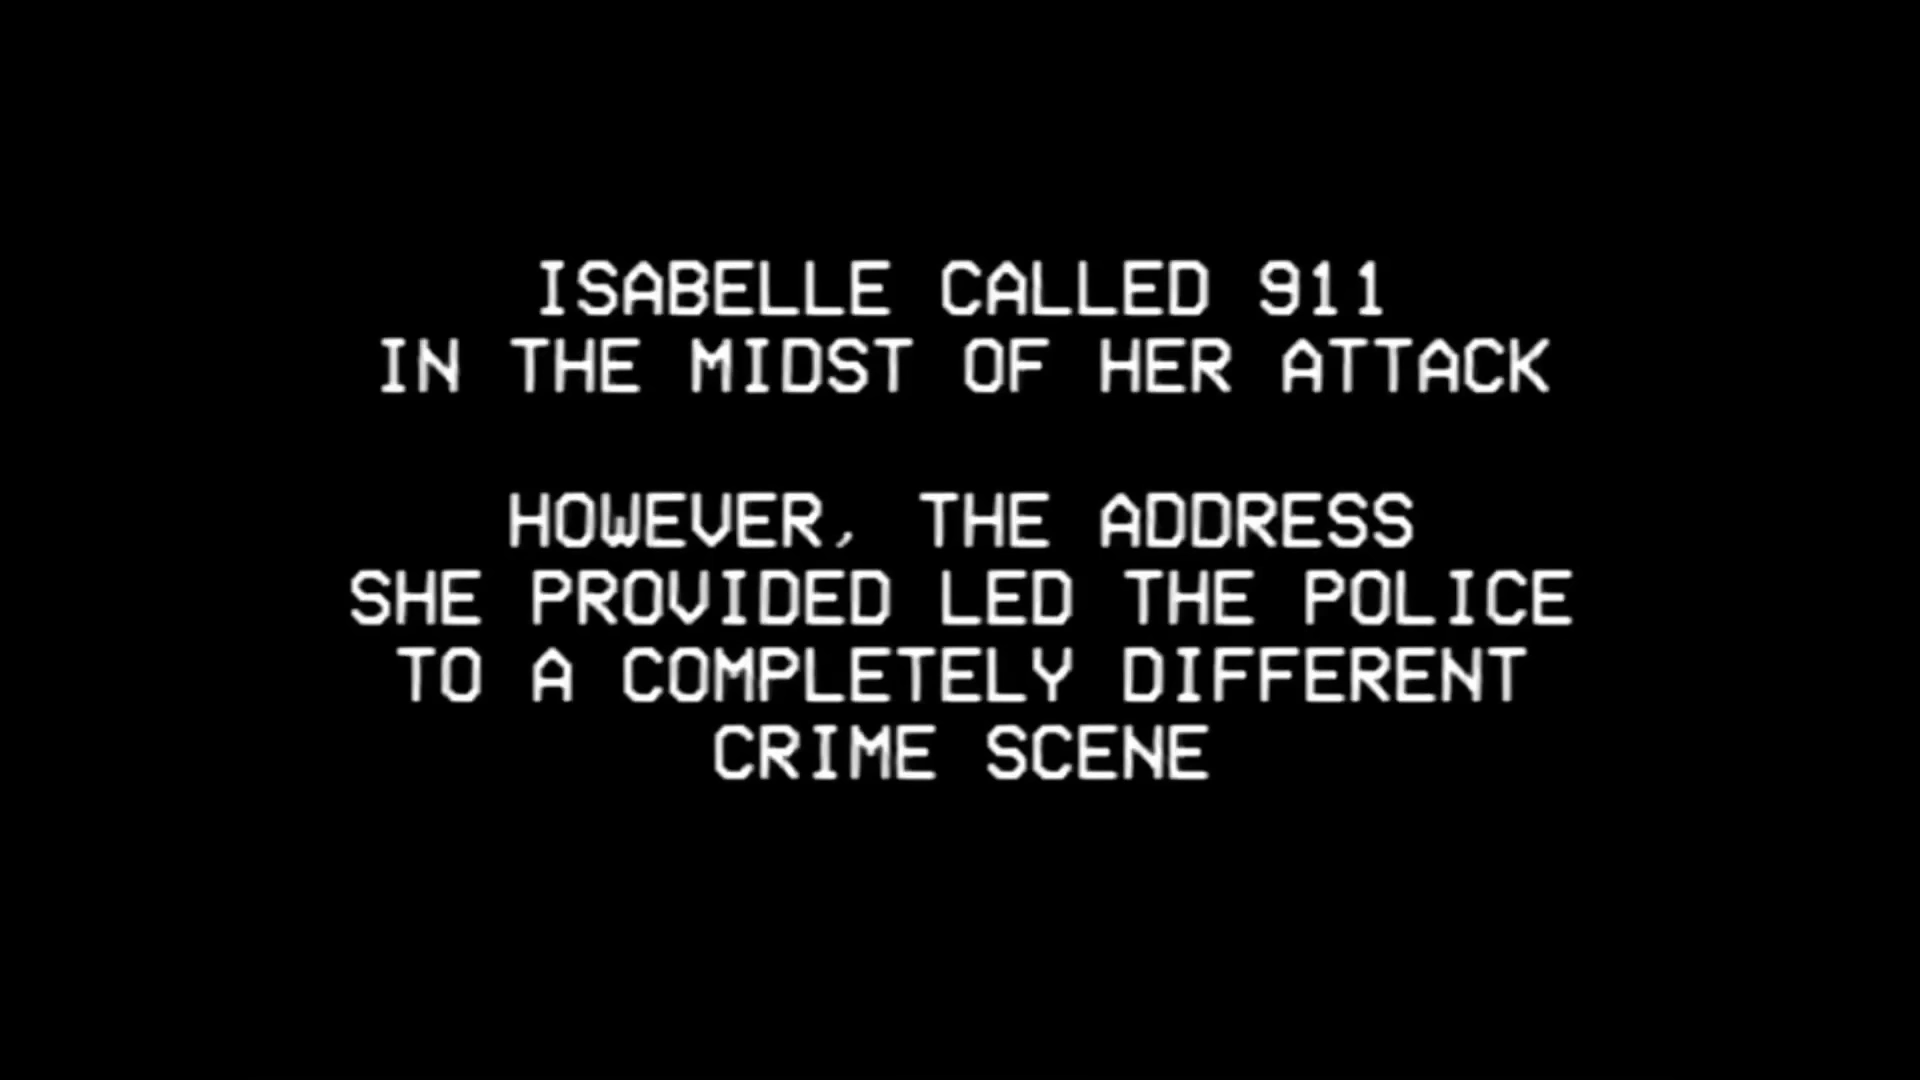 ISABELLE CALLED 911
IN THE MIDST OF HER ATTACK
HOWEVER, THE ADDRESS
SHE PROVIDED LED THE POLICE
TO A COMPLETELY DIFFERENT
CRIME SCENE